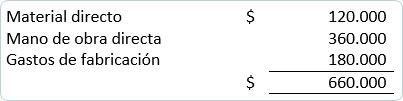 Material directo $ 120.000
Mano de obra directa 360.000
Gastos de fabricación 180.000
$ 660.000